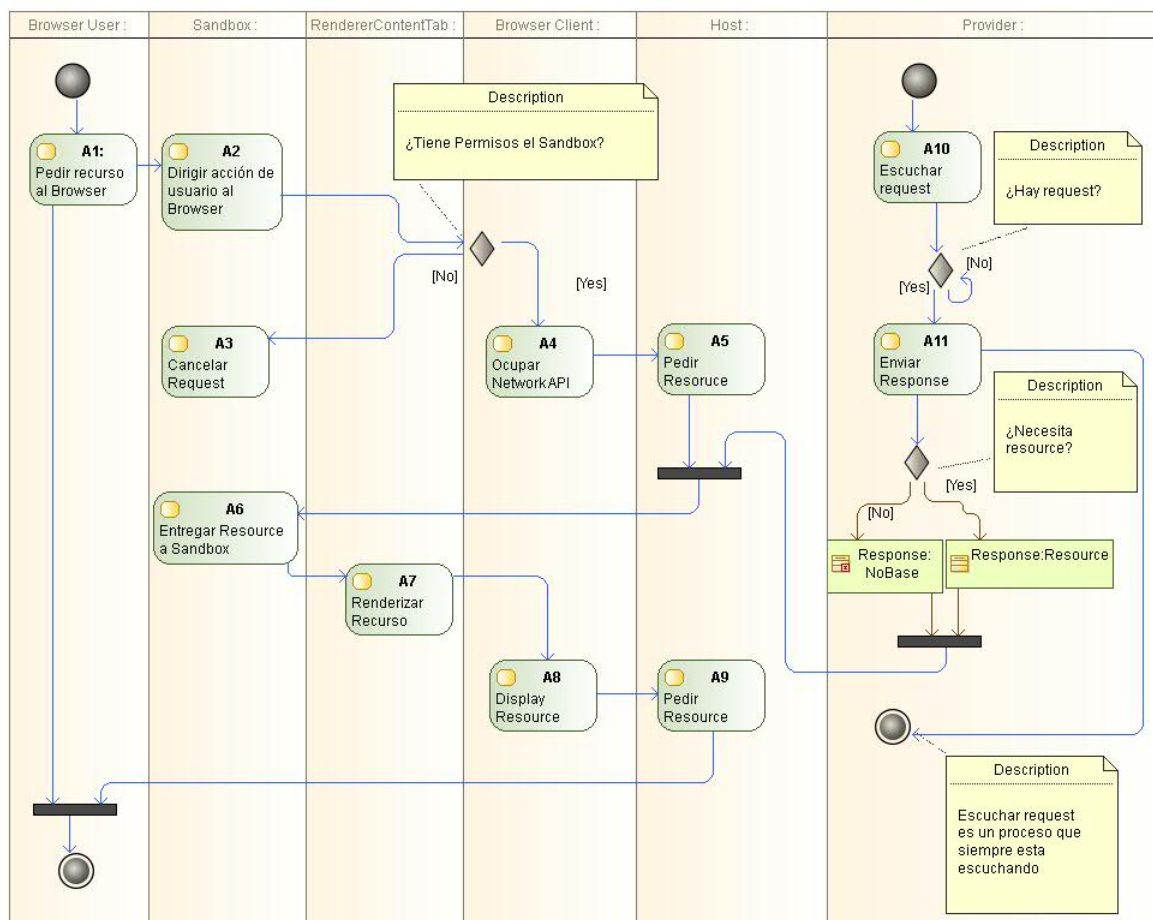 Browser User :
Sandbox :
RendererContentTab :
Browser Client :
Host :
Provider :
Description
¿Tiene Permisos el Sandbox?
A1:
Pedir recurso
al Browser
A2
Dirigir acción de
usuario al
Browser
A10
Escuchar
request
Description
¿Hay request?
[No]
[Yes]
[No]
[Yes]
A3
Cancelar
Request
A4
Ocupar
Network API
A5
Pedir
Resoruce
A11
Enviar
Response
Description
¿Necesita
resource?
[Yes]
[No]
A6
Entregar Resource
a Sandbox
Response:
NoBase
Response:Resource
A7
Renderizar
Recurso
A8
Display
Resource
A9
Pedir
Resource
Description
Escuchar request
es un proceso que
siempre esta
escuchando